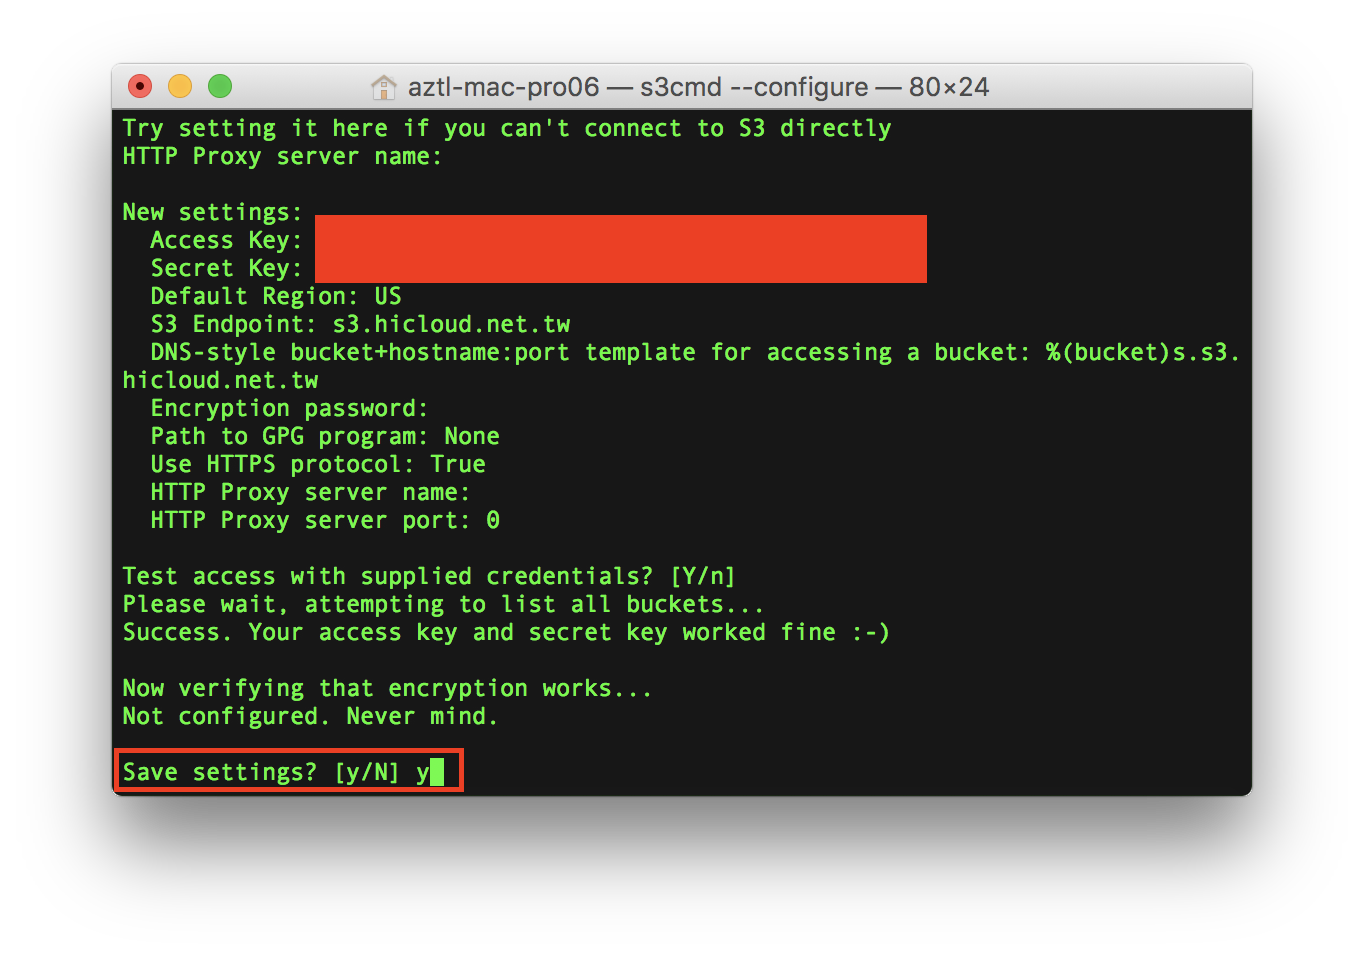 aztl-mac-pro06 — s3cmd --configure — 80×24
Try setting it here if you can't connect to S3 directly
HTTP Proxy server name:
New settings:
Access Key:
Secret Key:
Default Region: US
S3 Endpoint: s3.hicloud.net.tw
DNS-style bucket+hostname:port template for accessing a bucket: %(bucket)s.s3.
hicloud.net.tw
Encryption password:
Path to GPG program: None
Use HTTPS protocol: True
HTTP Proxy server name:
HTTP Proxy server port: 0
Test access with supplied credentials? [Y/n]
Please wait, attempting to list all buckets...
Success. Your access key and secret key worked fine :-)
Now verifying that encryption works...
Not configured. Never mind.
Save settings? [y/N] y